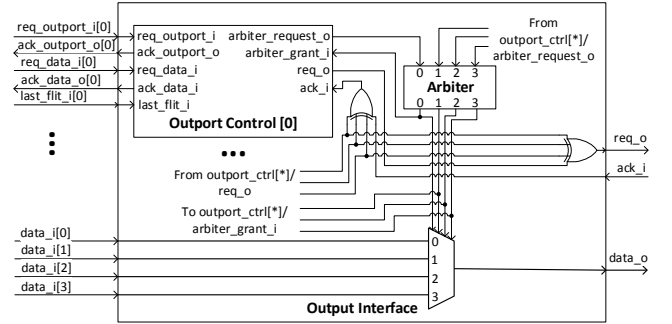 req_outport_i[0]
ack_outport_o[0]
req_data_i[0]
ack_data_o[0]
last_flit_i[0]
req_outport_i
ack_outport_o
req_data_i
ack_data_i
last_flit_i
arbiter_request_o
arbiter_grant_i
req_o
ack_i
Outport Control [0]
From
outport_ctrl[*]/
arbiter_request_o
0 1 2 3
Arbiter
0 1 2 3
From outport_ctrl[*]/
req_o
To outport_ctrl[*]/
arbiter_grant_i
req_o
ack_i
data_i[0]
data_i[1]
data_i[2]
data_i[3]
0
1
2
3
data_o
Output Interface